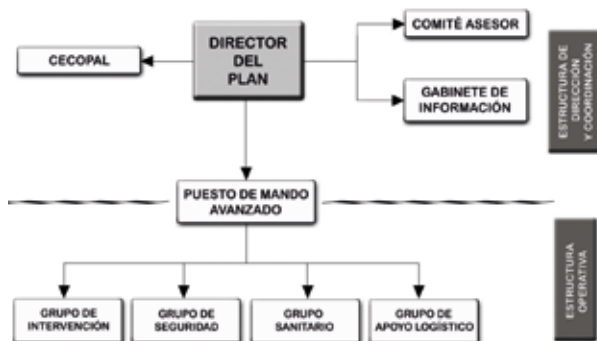 DIRECTOR
DEL
PLAN
CECOPAL
COMITÉ ASESOR
GABINETE DE
INFORMACIÓN
ESTRUCTURA DE
DIRECCIÓN
Y COORDINACIÓN
PUESTO DE MANDO
AVANZADO
GRUPO DE
INTERVENCIÓN
GRUPO DE
SEGURIDAD
GRUPO
SANITARIO
GRUPO DE
APOYO LOGÍSTICO
ESTRUCTURA
OPERATIVA